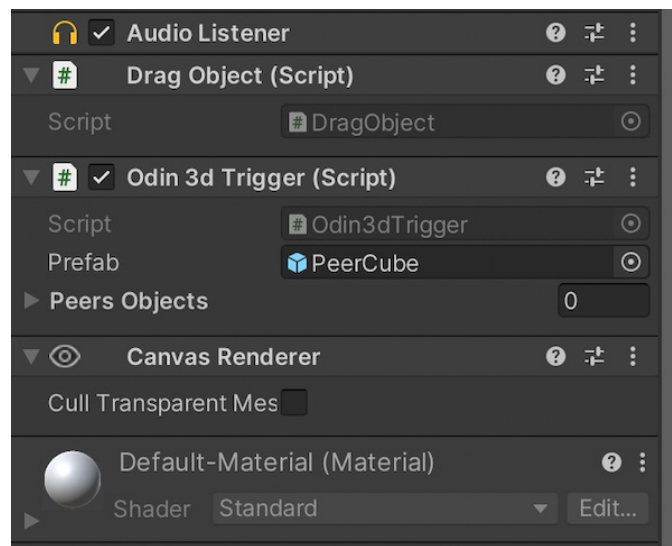 Audio Listener
# Drag Object (Script)
Script # DragObject
# Odin 3d Trigger (Script)
Script # Odin3dTrigger
Prefab PeerCube
Peers Objects 0
Canvas Renderer
Cull Transparent Mes
Default-Material (Material)
Shader Standard Edit...